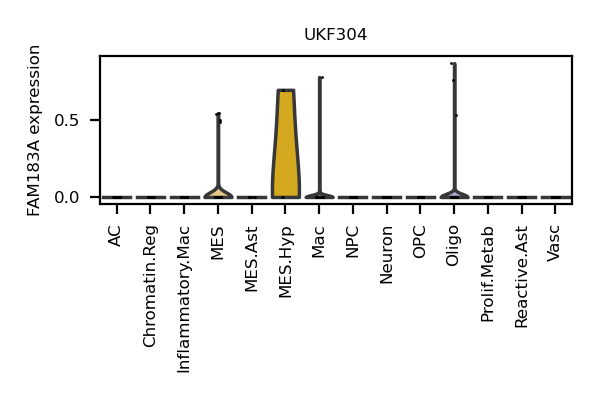 UKF304
FAM183A expression
0.5
0.0
AC
Chromatin.Reg
Inflammatory.Mac
MES
MES.Ast
MES.Hyp
Mac
NPC
Neuron
OPC
Oligo
Prolif.Metab
Reactive.Ast
Vasc